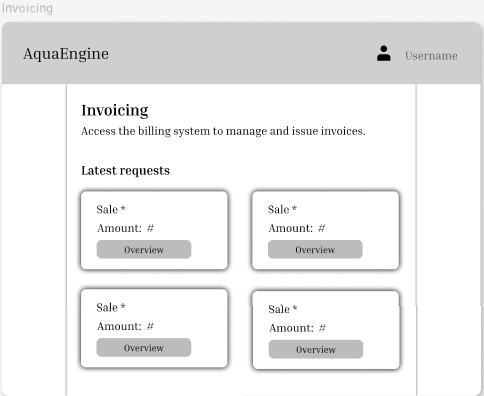 Invoicing
AquaEngine
Username
Invoicing
Access the billing system to manage and issue invoices.
Latest requests
Sale *
Amount: #
Overview
Sale *
Amount: #
Overview
Sale *
Amount: #
Overview
Sale *
Amount: #
Overview